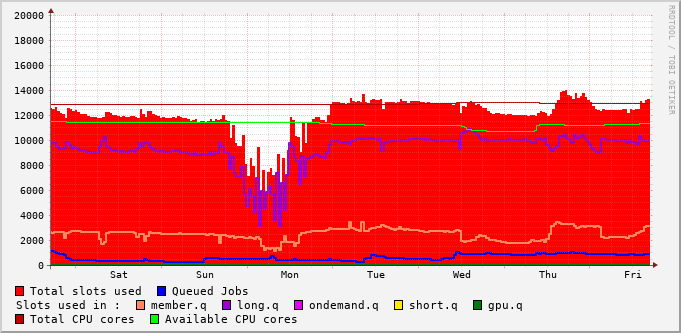 20000
18000
16000
14000
12000
10000
8000
6000
4000
2000
0
Sat Sun Mon Tue Wed Thu Fri
RRDTOOL / TOBI OETIKER
Total slots used Queued Jobs
Slots used in : member.q long.q ondemand.q short.q gpu.q
Total CPU cores Available CPU cores